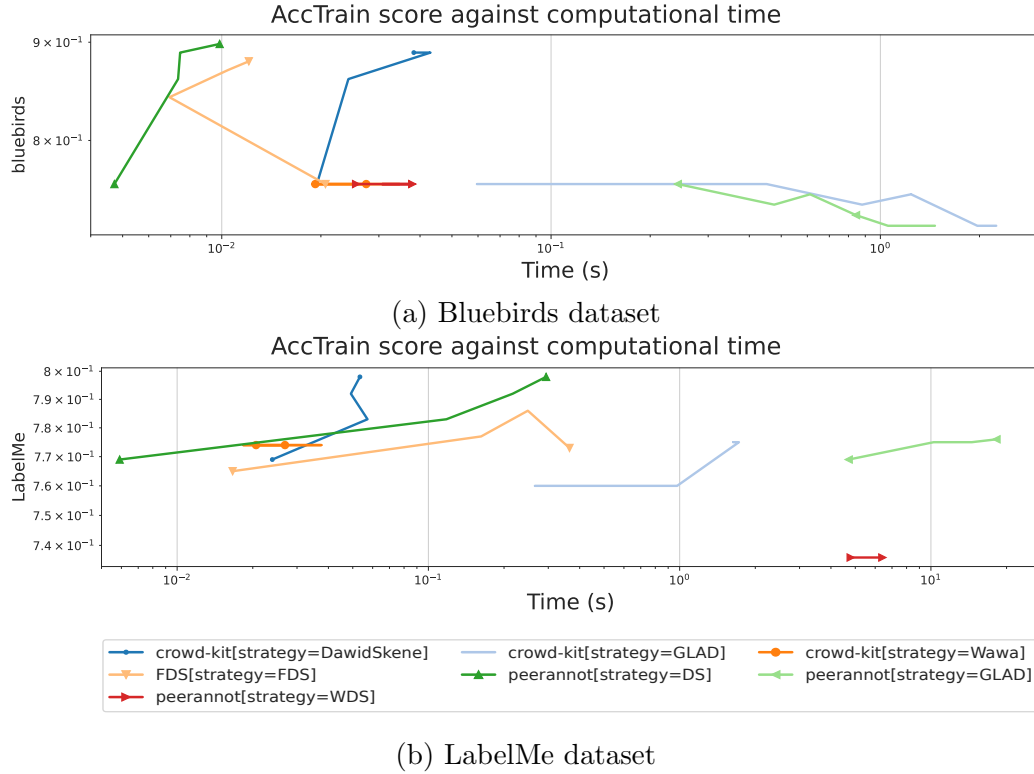 AccTrain score against computational time
9 × 10⁻¹
8 × 10⁻¹
bluebirds
10⁻² 10⁻¹ 10⁰
Time (s)
(a) Bluebirds dataset
AccTrain score against computational time
8 × 10⁻¹
7.9 × 10⁻¹
7.8 × 10⁻¹
7.7 × 10⁻¹
7.6 × 10⁻¹
7.5 × 10⁻¹
7.4 × 10⁻¹
LabelMe
10⁻² 10⁻¹ 10⁰ 10¹
Time (s)
crowd-kit[strategy=DawidSkene] crowd-kit[strategy=GLAD] crowd-kit[strategy=Wawa]
FDS[strategy=FDS] peerannot[strategy=DS] peerannot[strategy=GLAD]
peerannot[strategy=WDS]
(b) LabelMe dataset